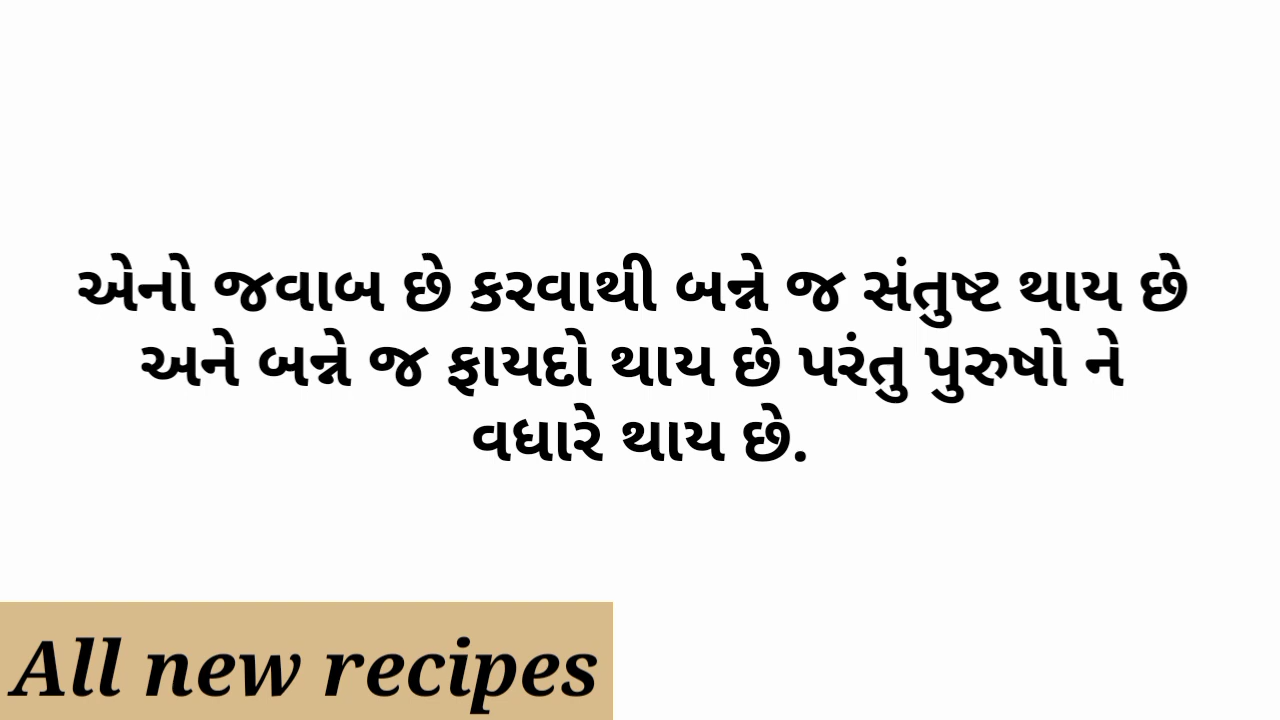 એનો જવાબ છે કરવાથી બન્ને જ સંતુષ્ટ થાય છે
અને બન્ને જ ફાયદો થાય છે પરંતુ પુરુષો ને
વધારે થાય છે.
All new recipes